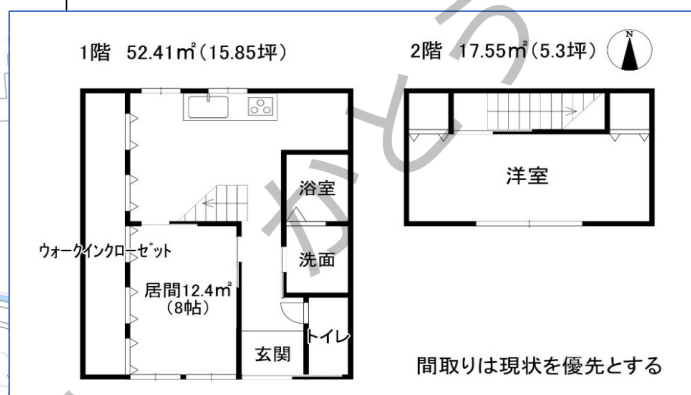 1階 52.41㎡(15.85坪)
2階 17.55㎡(5.3坪)
N
浴室
洋室
ウォークインクローゼット
洗面
居間12.4㎡
(8帖)
トイレ
玄関
間取りは現状を優先とする
かとう